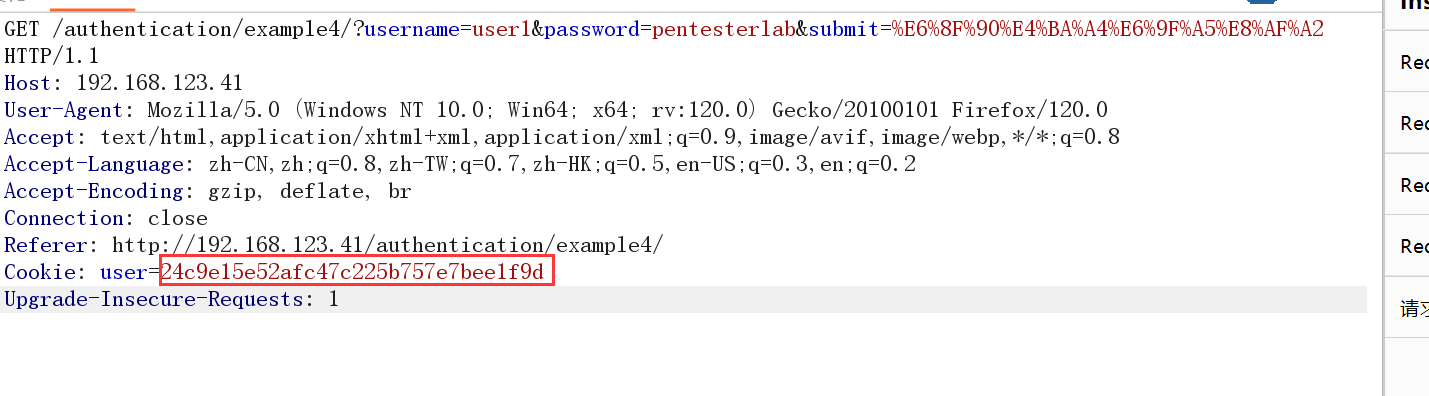 GET /authentication/example4/?username=user1&password=pentesterlab&submit=%E6%8F%90%E4%BA%A4%E6%9F%A5%E8%AF%A2
HTTP/1.1
Host: 192.168.123.41
User-Agent: Mozilla/5.0 (Windows NT 10.0; Win64; x64; rv:120.0) Gecko/20100101 Firefox/120.0
Accept: text/html,application/xhtml+xml,application/xml;q=0.9,image/avif,image/webp,*/*;q=0.8
Accept-Language: zh-CN,zh;q=0.8,zh-TW;q=0.7,zh-HK;q=0.5,en-US;q=0.3,en;q=0.2
Accept-Encoding: gzip, deflate, br
Connection: close
Referer: http://192.168.123.41/authentication/example4/
Cookie: user=24c9e15e52afc47c225b757e7bee1f9d
Upgrade-Insecure-Requests: 1
Rec
Rec
Rec
Rec
请